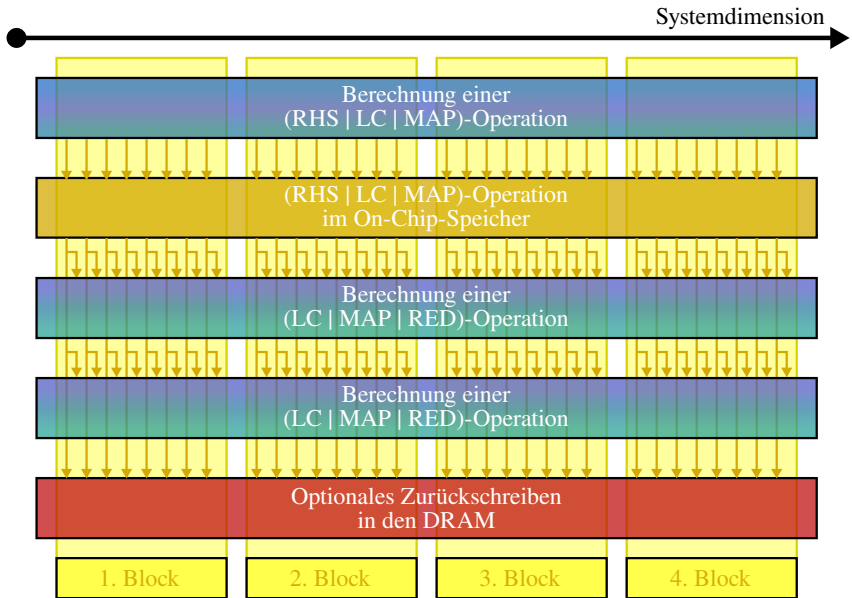 Systemdimension
Berechnung einer
(RHS | LC | MAP)-Operation
(RHS | LC | MAP)-Operation
im On-Chip-Speicher
Berechnung einer
(LC | MAP | RED)-Operation
Berechnung einer
(LC | MAP | RED)-Operation
Optionales Zurückschreiben
in den DRAM
1. Block
2. Block
3. Block
4. Block